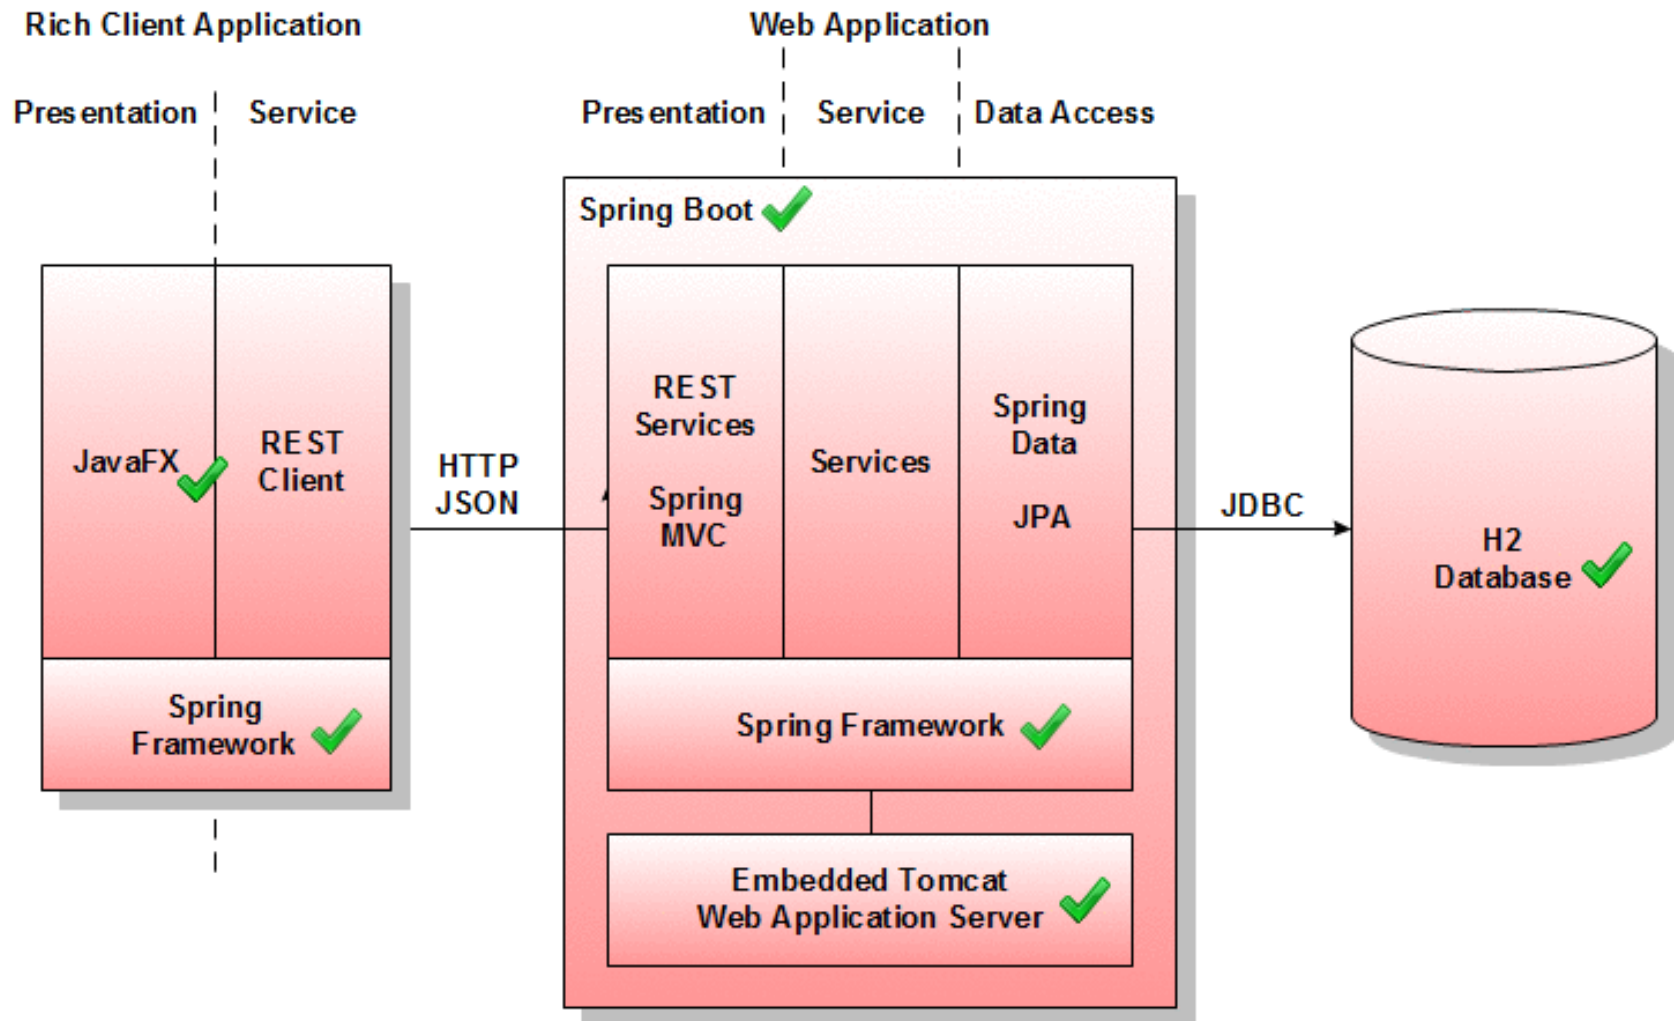 Rich Client Application
Web Application
Presentation
Service
Presentation
Service
Data Access
Spring Boot
JavaFX
REST
Client
HTTP
JSON
REST
Services
Spring
MVC
Services
Spring
Data
JPA
JDBC
H2
Database
Spring
Framework
Spring Framework
Embedded Tomcat
Web Application Server